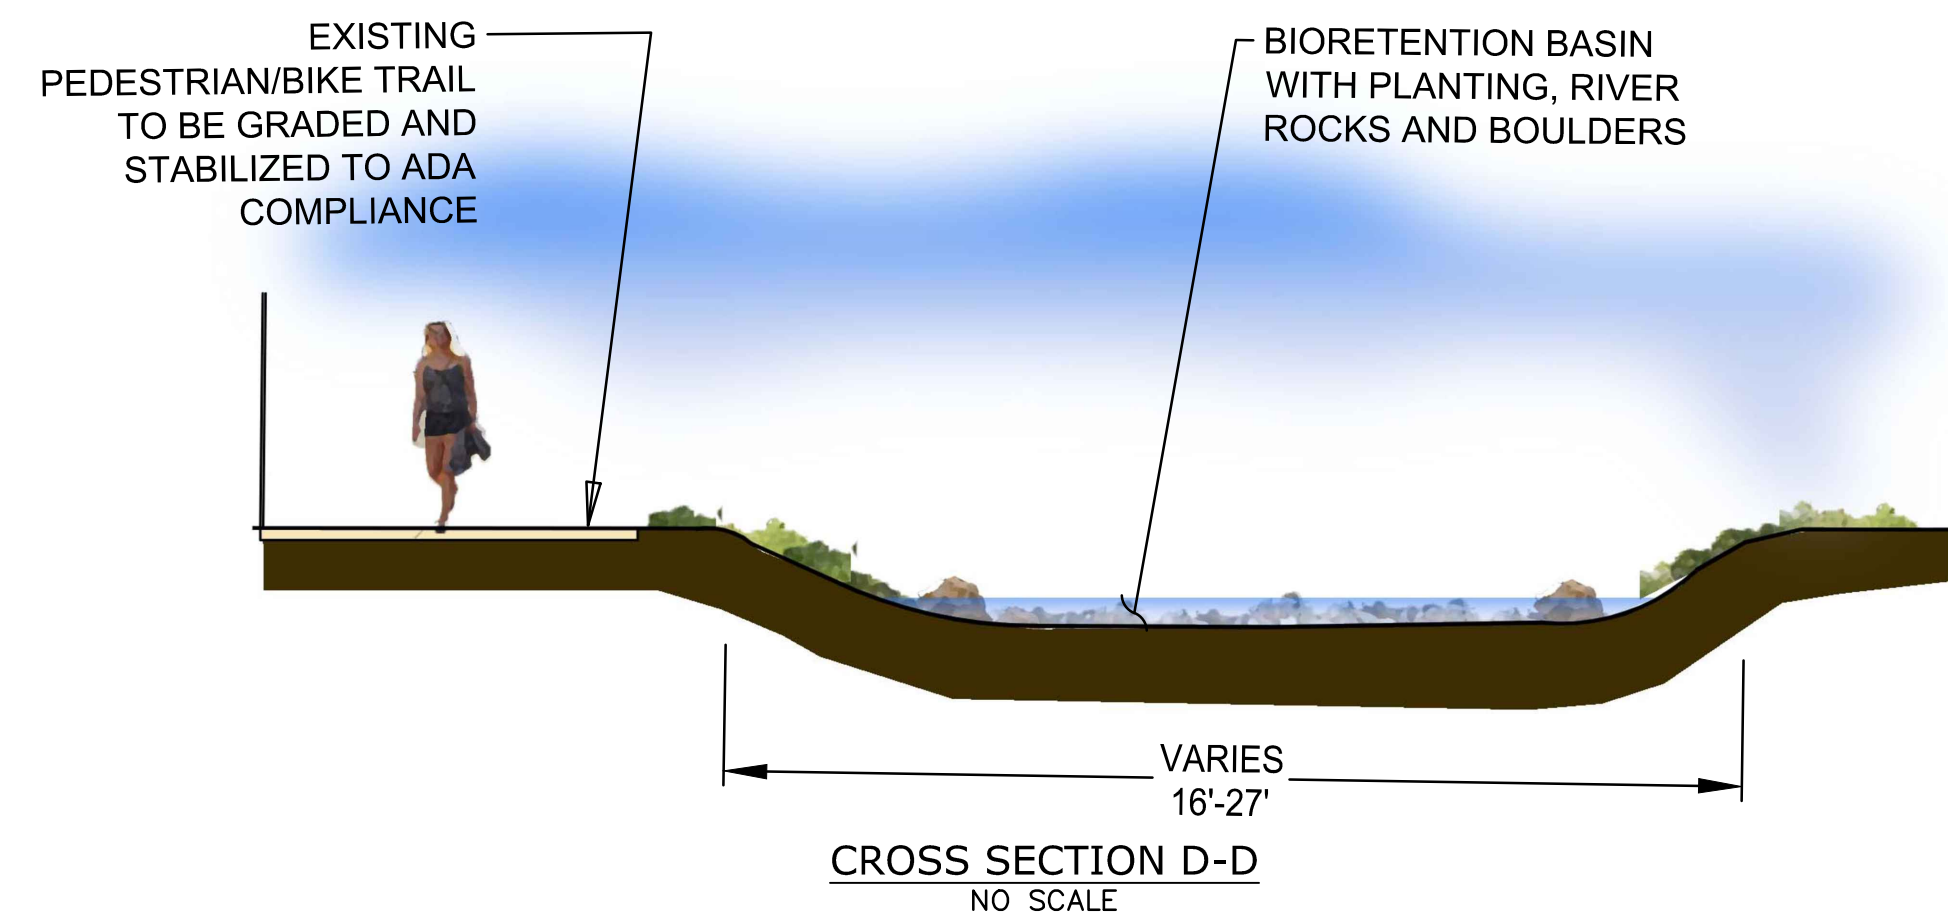 EXISTING
PEDESTRIAN/BIKE TRAIL
TO BE GRADED AND
STABILIZED TO ADA
COMPLIANCE
BIORETENTION BASIN
WITH PLANTING, RIVER
ROCKS AND BOULDERS
VARIES
16'-27'
CROSS SECTION D-D
NO SCALE